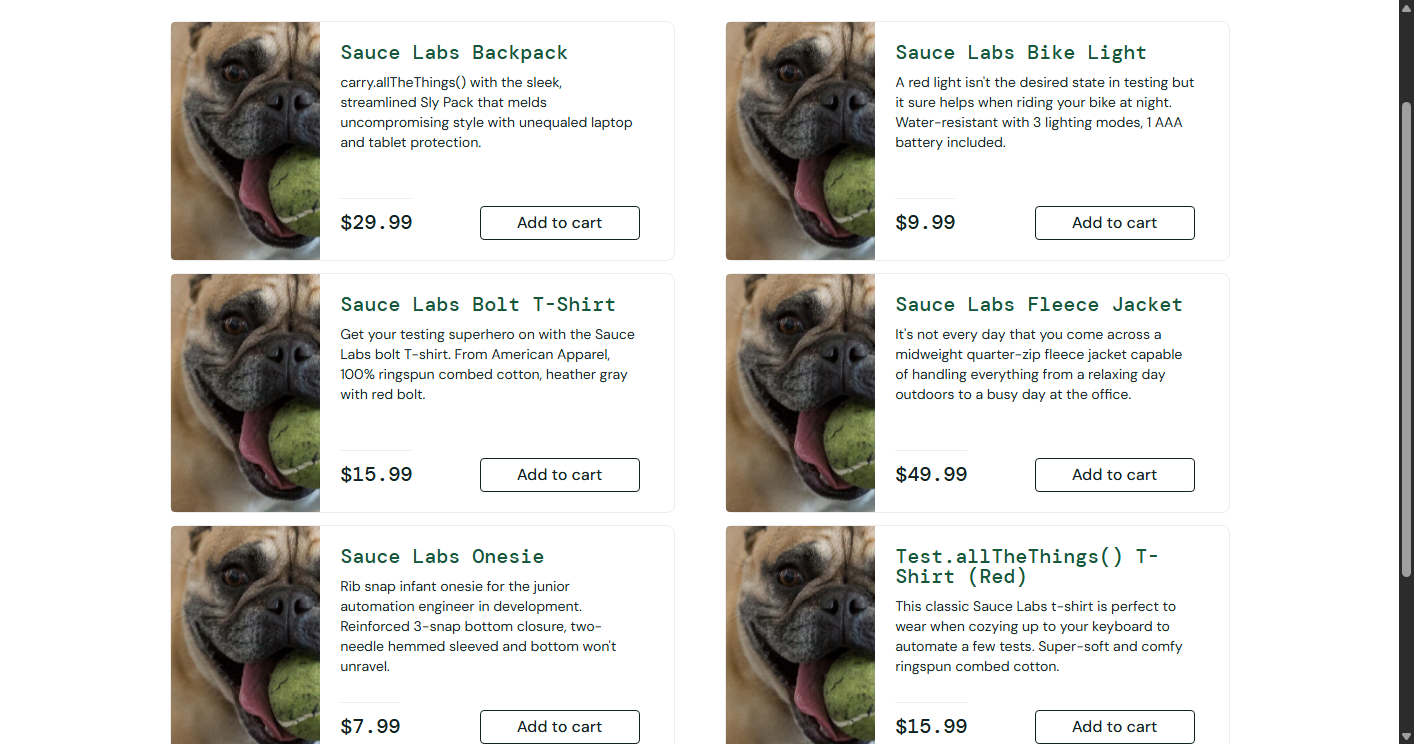 Sauce Labs Backpack
carry.allTheThings() with the sleek,
streamlined Sly Pack that melds
uncompromising style with unequaled laptop
and tablet protection.
$29.99
Add to cart
Sauce Labs Bike Light
A red light isn't the desired state in testing but
it sure helps when riding your bike at night.
Water-resistant with 3 lighting modes, 1 AAA
battery included.
$9.99
Add to cart
Sauce Labs Bolt T-Shirt
Get your testing superhero on with the Sauce
Labs bolt T-shirt. From American Apparel,
100% ringspun combed cotton, heather gray
with red bolt.
$15.99
Add to cart
Sauce Labs Fleece Jacket
It's not every day that you come across a
midweight quarter-zip fleece jacket capable
of handling everything from a relaxing day
outdoors to a busy day at the office.
$49.99
Add to cart
Sauce Labs Onesie
Rib snap infant onesie for the junior
automation engineer in development.
Reinforced 3-snap bottom closure, two-
needle hemmed sleeved and bottom won't
unravel.
$7.99
Add to cart
Test.allTheThings() T-
Shirt (Red)
This classic Sauce Labs t-shirt is perfect to
wear when cozying up to your keyboard to
automate a few tests. Super-soft and comfy
ringspun combed cotton.
$15.99
Add to cart